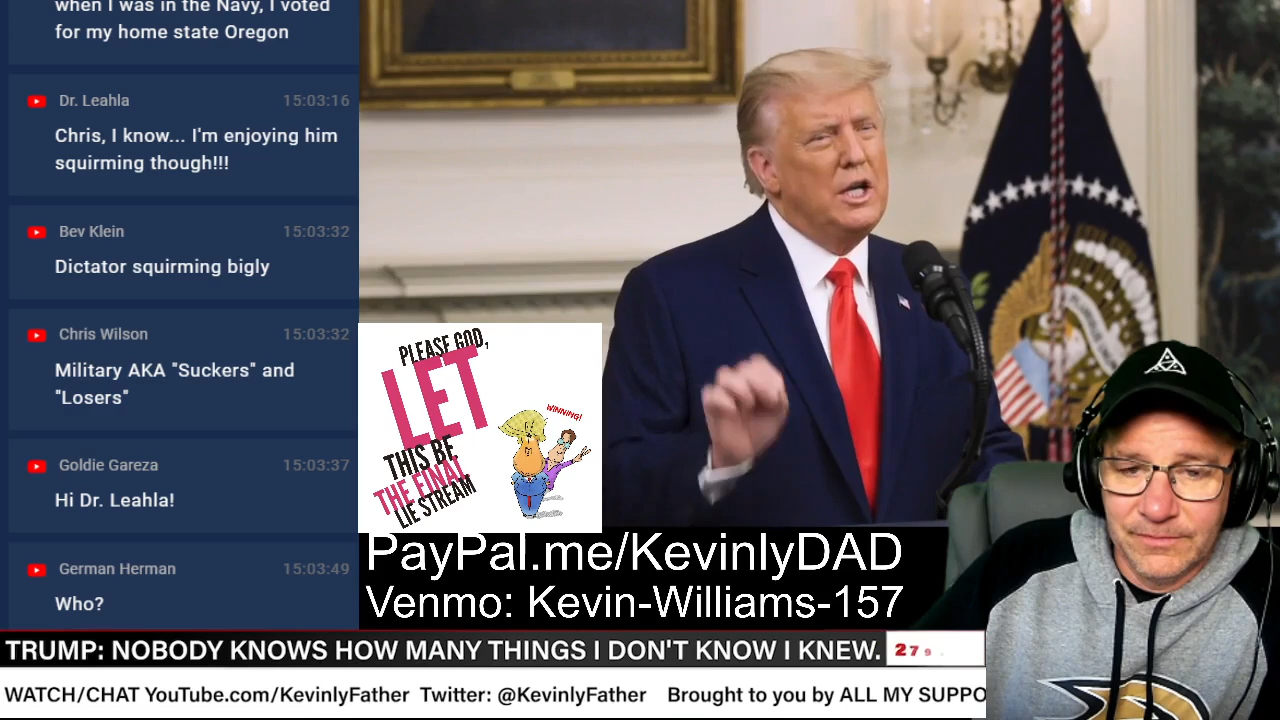 when I was in the Navy, I voted
for my home state Oregon
Dr. Leahla 15:03:16
Chris, I know... I'm enjoying him
squirming though!!!
Bev Klein 15:03:32
Dictator squirming bigly
Chris Wilson 15:03:32
Military AKA "Suckers" and
"Losers"
Goldie Gareza 15:03:37
Hi Dr. Leahla!
German Herman 15:03:49
Who?
PLEASE GOD,
LET
THIS BE
THE FINAL
LIE STREAM
WINNING!
PayPal.me/KevinlyDAD
Venmo: Kevin-Williams-157
TRUMP: NOBODY KNOWS HOW MANY THINGS I DON'T KNOW I KNEW. 279
WATCH/CHAT YouTube.com/KevinlyFather Twitter: @KevinlyFather Brought to you by ALL MY SUPPO